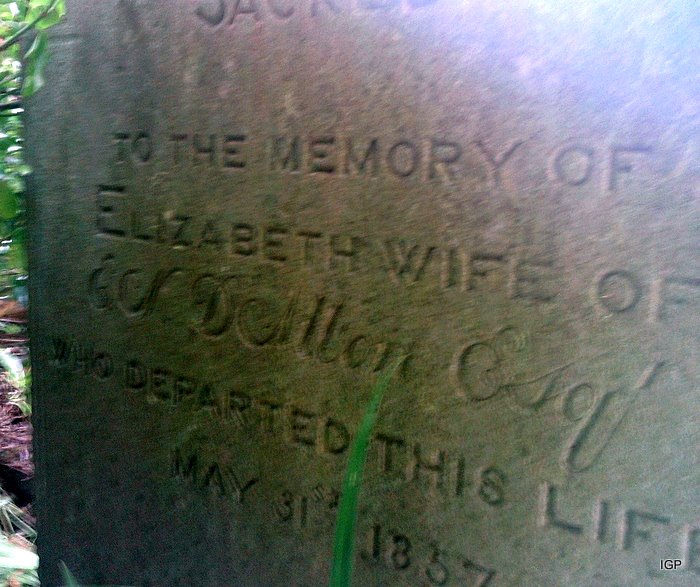 TO THE MEMORY OF
ELIZABETH WIFE OF
Esq
WHO DEPARTED THIS LIFE
MAY 31st 1857
IGP